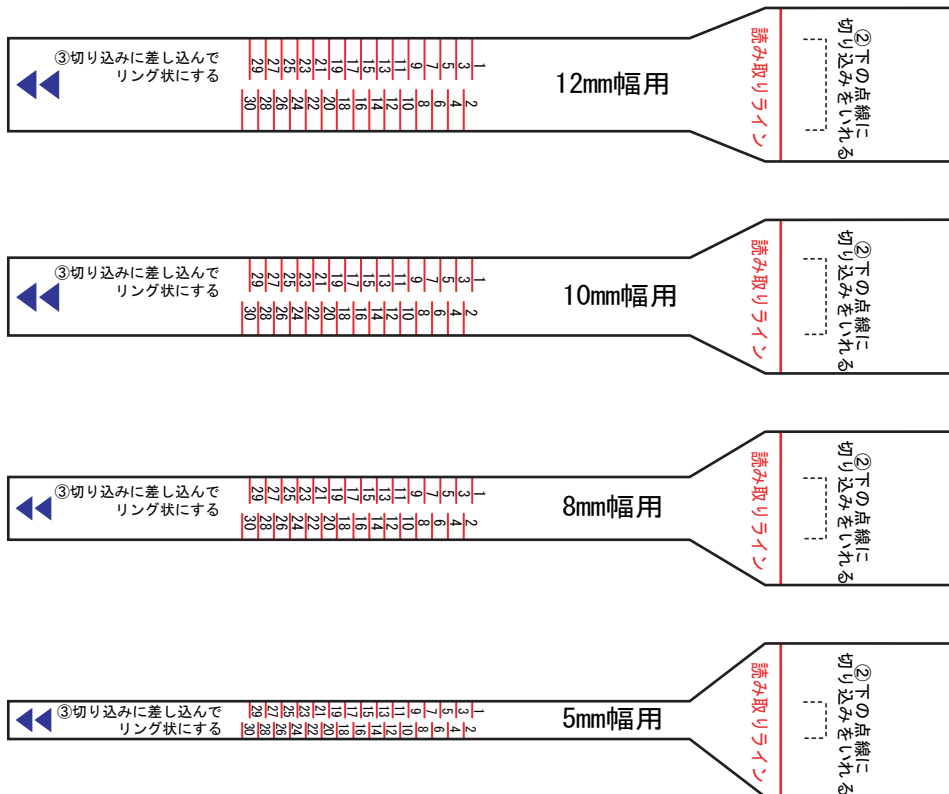 ③切り込みに差し込んで
リング状にする
1 3 5 7 9 11 13 15 17 19 21 23 25 27 29
2 4 6 8 10 12 14 16 18 20 22 24 26 28 30
12mm幅用
読み取りライン
②下の点線に
切り込みをいれる
③切り込みに差し込んで
リング状にする
1 3 5 7 9 11 13 15 17 19 21 23 25 27 29
2 4 6 8 10 12 14 16 18 20 22 24 26 28 30
10mm幅用
読み取りライン
②下の点線に
切り込みをいれる
③切り込みに差し込んで
リング状にする
1 3 5 7 9 11 13 15 17 19 21 23 25 27 29
2 4 6 8 10 12 14 16 18 20 22 24 26 28 30
8mm幅用
読み取りライン
②下の点線に
切り込みをいれる
③切り込みに差し込んで
リング状にする
1 3 5 7 9 11 13 15 17 19 21 23 25 27 29
2 4 6 8 10 12 14 16 18 20 22 24 26 28 30
5mm幅用
読み取りライン
②下の点線に
切り込みをいれる